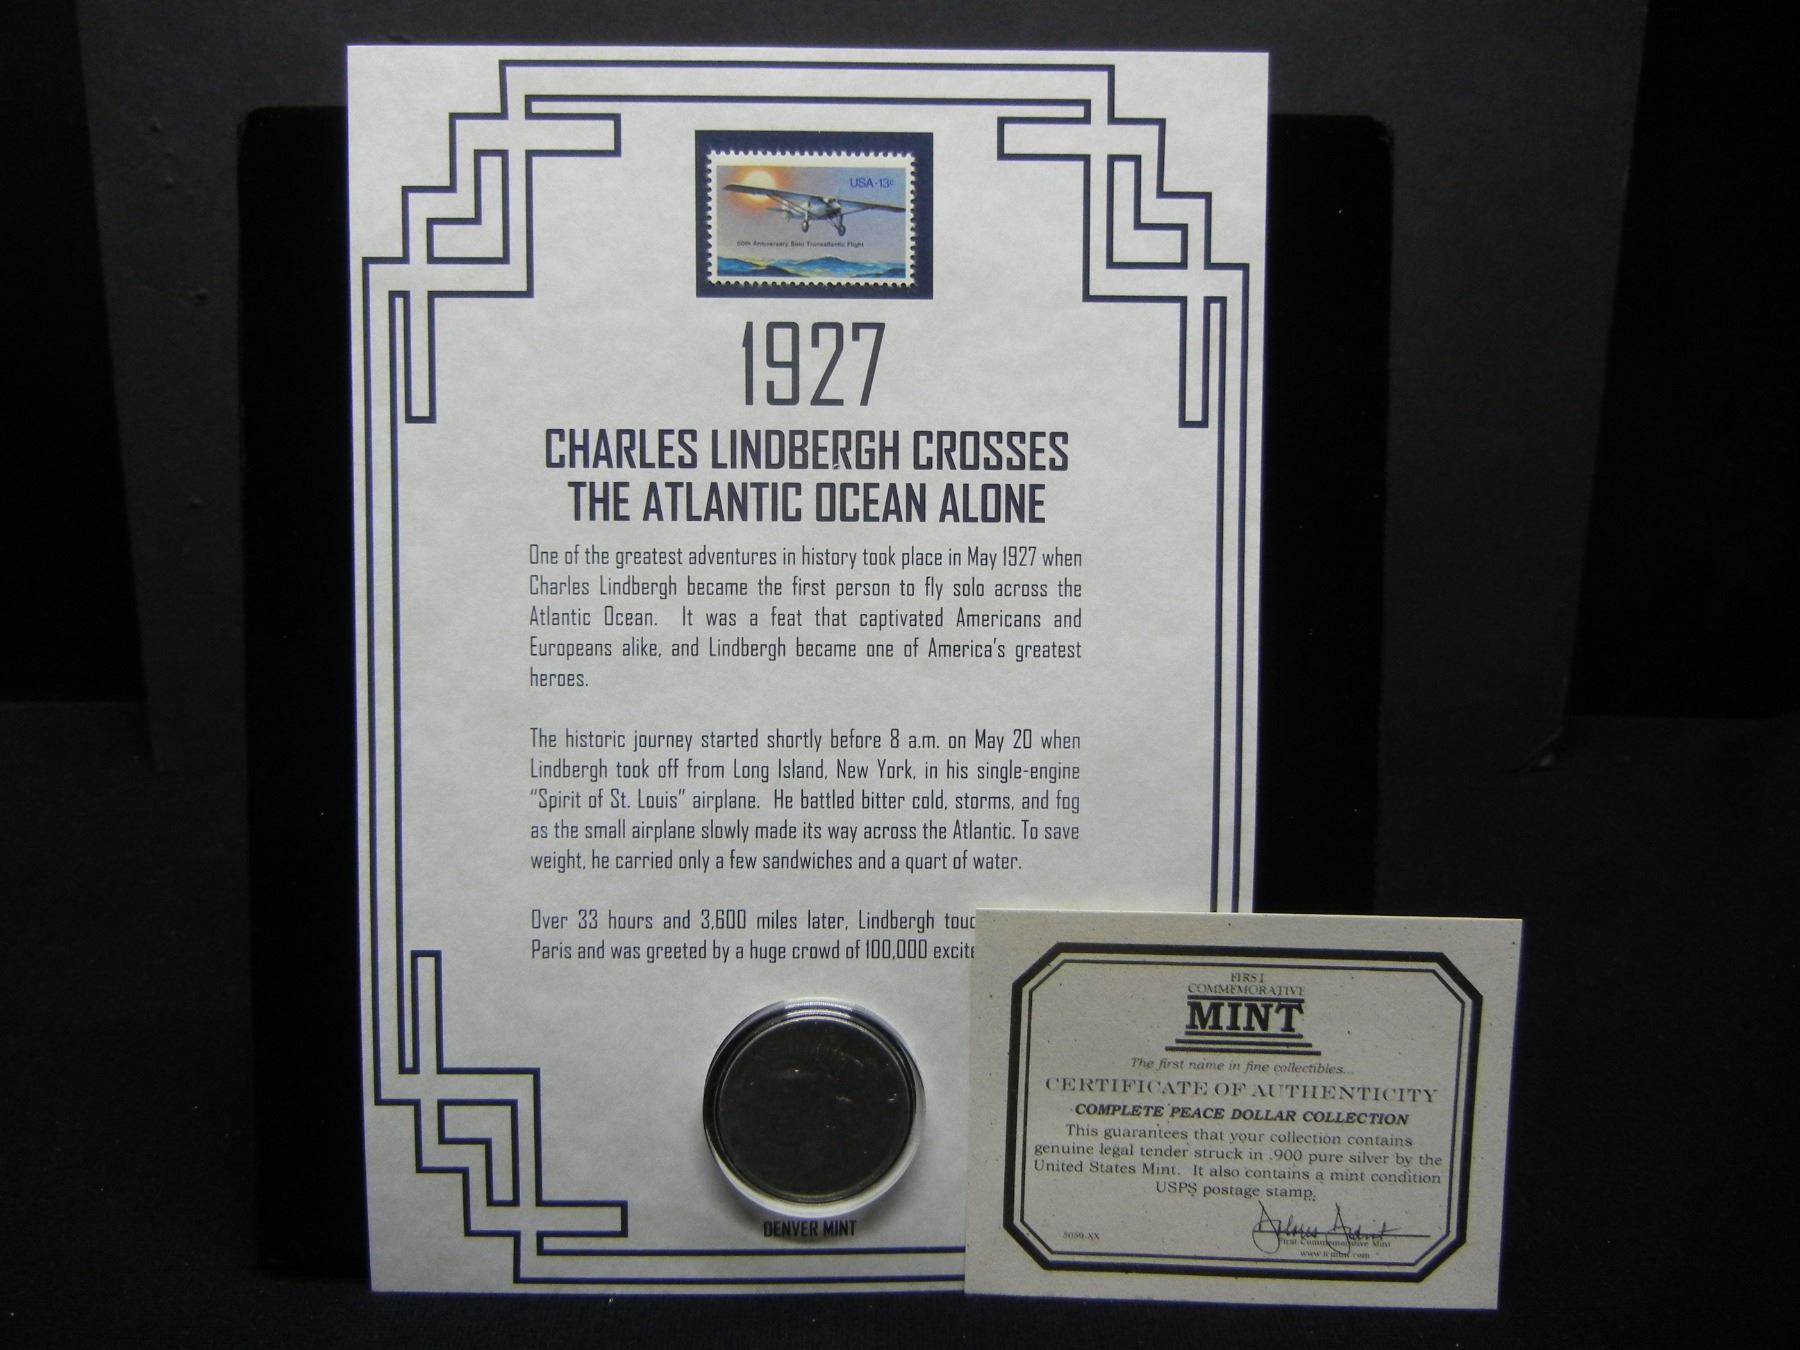 USA·13c
50th Anniversary Solo Transatlantic Flight
1927
CHARLES LINDBERGH CROSSES
THE ATLANTIC OCEAN ALONE
One of the greatest adventures in history took place in May 1927 when
Charles Lindbergh became the first person to fly solo across the
Atlantic Ocean. It was a feat that captivated Americans and
Europeans alike, and Lindbergh became one of America's greatest
heroes.
The historic journey started shortly before 8 a.m. on May 20 when
Lindbergh took off from Long Island, New York, in his single-engine
"Spirit of St. Louis" airplane. He battled bitter cold, storms, and fog
as the small airplane slowly made its way across the Atlantic. To save
weight, he carried only a few sandwiches and a quart of water.
Over 33 hours and 3,600 miles later, Lindbergh touc
Paris and was greeted by a huge crowd of 100,000 excite
DENVER MINT
FIRST
COMMEMORATIVE
MINT
The first name in fine collectibles...
CERTIFICATE OF AUTHENTICITY
COMPLETE PEACE DOLLAR COLLECTION
This guarantees that your collection contains
genuine legal tender struck in .900 pure silver by the
United States Mint. It also contains a mint condition
USPS postage stamp.
5059-XX
First Commemorative Mint